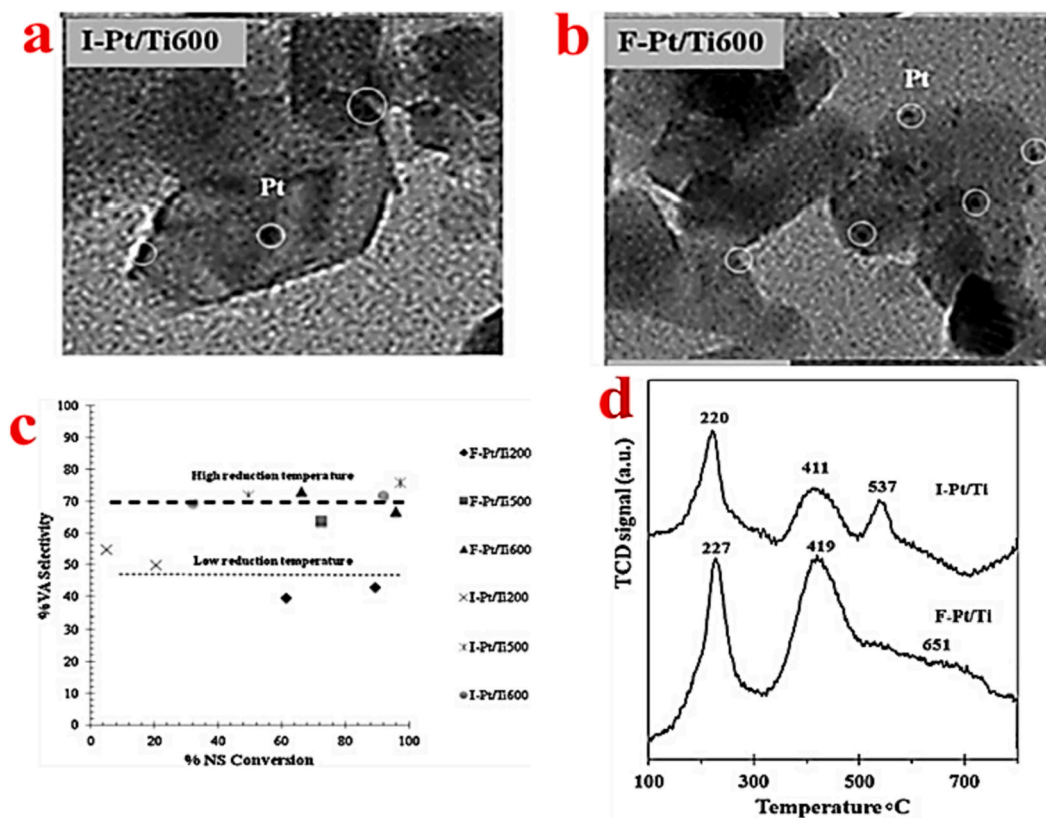 a
I-Pt/Ti600
Pt
b
F-Pt/Ti600
Pt
c
100
90
80
70
60
50
40
30
20
10
0
%VA Selectivity
High reduction temperature
Low reduction temperature
0
20
40
60
80
100
% NS Conversion
F-Pt/Ti200
F-Pt/Ti500
F-Pt/Ti600
I-Pt/Ti200
I-Pt/Ti500
I-Pt/Ti600
d
TCD signal (a.u.)
220
411
537
I-Pt/Ti
227
419
651
F-Pt/Ti
100
300
500
700
Temperature °C